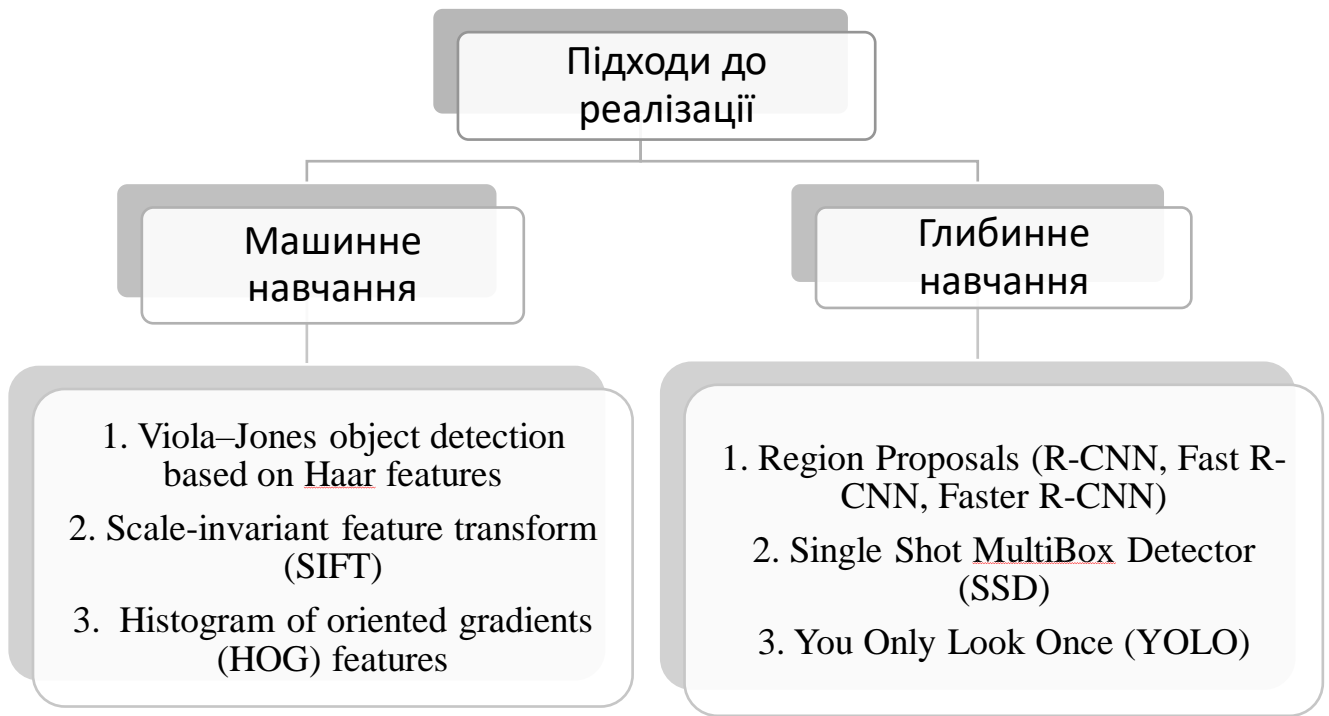 Підходи до
реалізації
Машинне
навчання
Глибинне
навчання
1. Viola–Jones object detection
based on Haar features
2. Scale-invariant feature transform
(SIFT)
3.  Histogram of oriented gradients
(HOG) features
1. Region Proposals (R-CNN, Fast R-
CNN, Faster R-CNN)
2. Single Shot MultiBox Detector
(SSD)
3. You Only Look Once (YOLO)